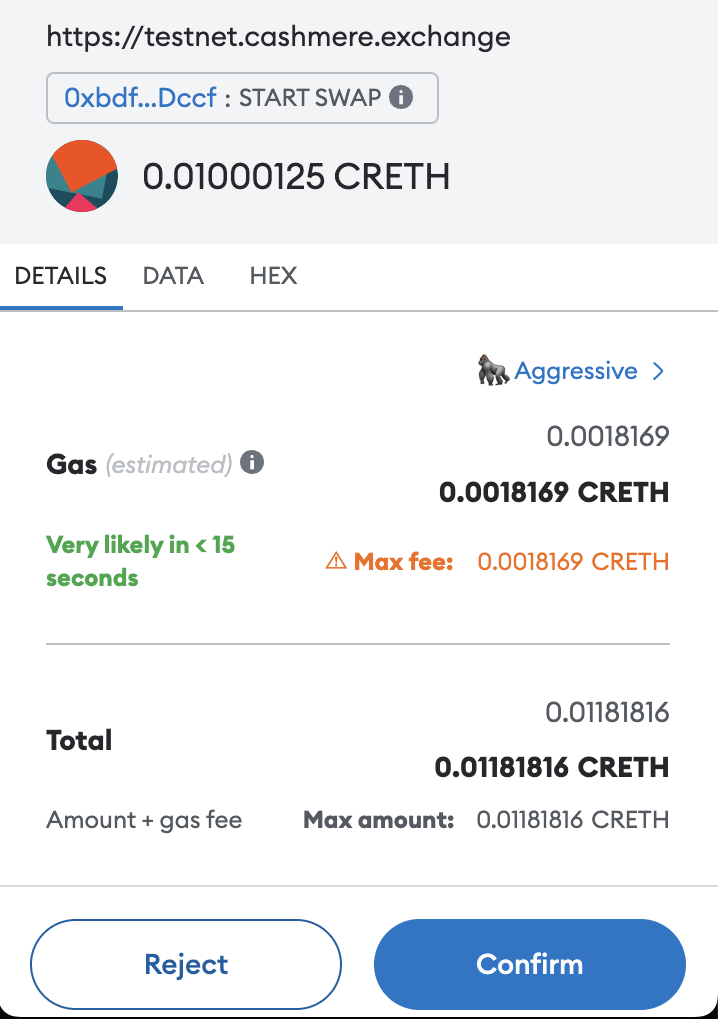 https://testnet.cashmere.exchange
0xbdf...Dccf : START SWAP
0.01000125 CRETH
DETAILS DATA HEX
Aggressive
0.0018169
Gas (estimated)
0.0018169 CRETH
Very likely in < 15
seconds
Max fee: 0.0018169 CRETH
0.01181816
Total
0.01181816 CRETH
Amount + gas fee Max amount: 0.01181816 CRETH
Reject Confirm